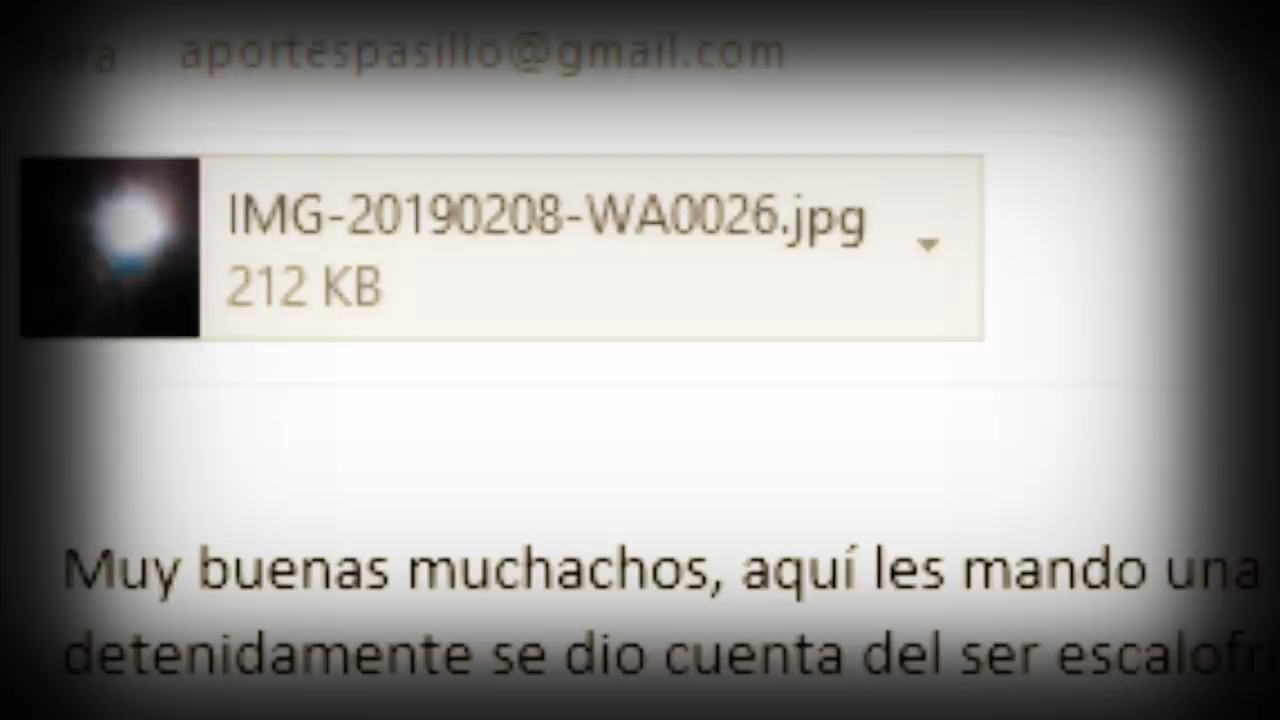 aportespasillo@gmail.com
IMG-20190208-WA0026.jpg
212 KB
Muy buenas muchachos, aquí les mando una
detenidamente se dio cuenta del ser